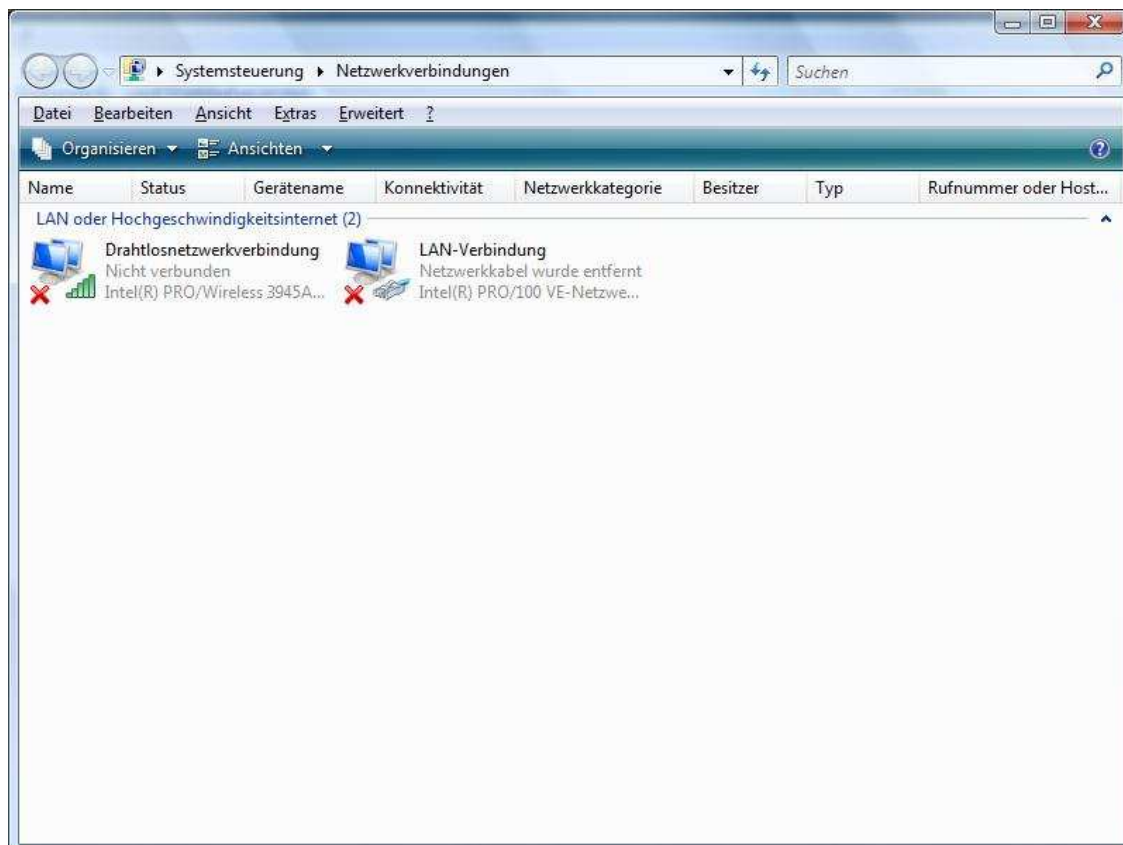 Systemsteuerung Netzwerkverbindungen Suchen
Datei Bearbeiten Ansicht Extras Erweitert ?
Organisieren Ansichten ?
Name Status Gerätename Konnektivität Netzwerkkategorie Besitzer Typ Rufnummer oder Host...
LAN oder Hochgeschwindigkeitsinternet (2)
Drahtlosnetzwerkverbindung
Nicht verbunden
Intel(R) PRO/Wireless 3945A...
LAN-Verbindung
Netzwerkkabel wurde entfernt
Intel(R) PRO/100 VE-Netzwe...